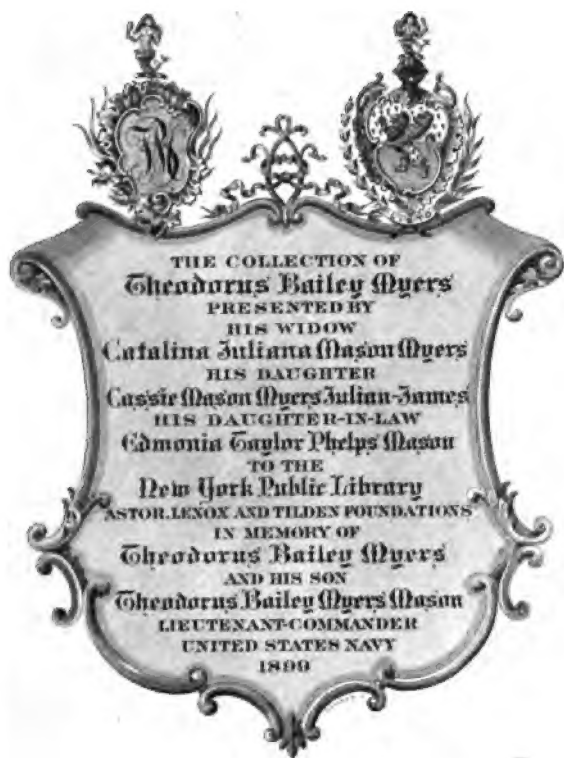 THE COLLECTION OF
Theodorus Bailey Myers
PRESENTED BY
HIS WIDOW
Catalina Juliana Mason Myers
HIS DAUGHTER
Cassie Mason Myers Julian-James
HIS DAUGHTER-IN-LAW
Edmonia Taylor Phelps Mason
TO THE
New York Public Library
ASTOR, LENOX AND TILDEN FOUNDATIONS
IN MEMORY OF
Theodorus Bailey Myers
AND HIS SON
Theodorus Bailey Myers Mason
LIEUTENANT-COMMANDER
UNITED STATES NAVY
1899